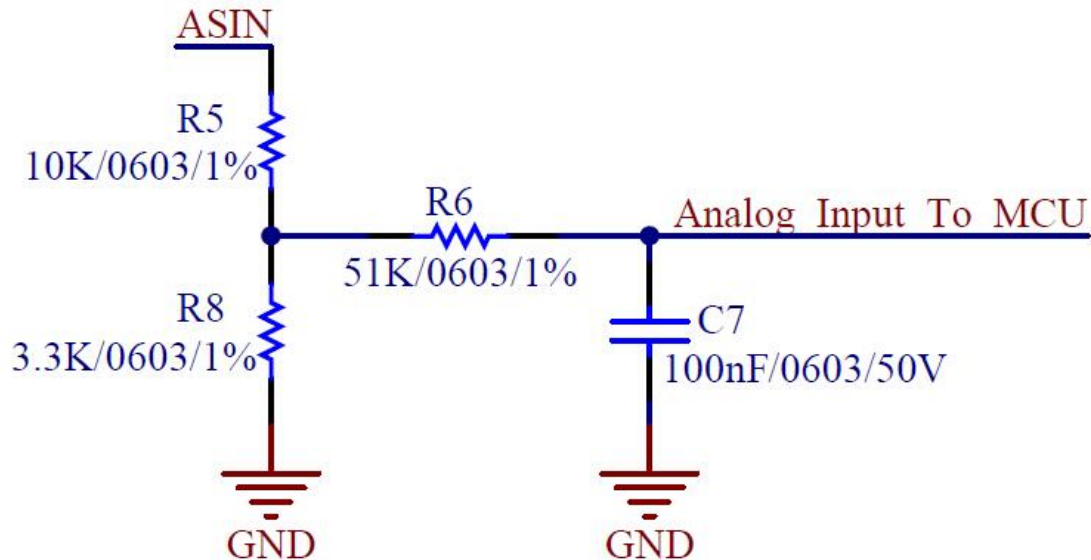 ASIN
R5
10K/0603/1%
R6
51K/0603/1%
Analog Input To MCU
R8
3.3K/0603/1%
C7
100nF/0603/50V
GND
GND